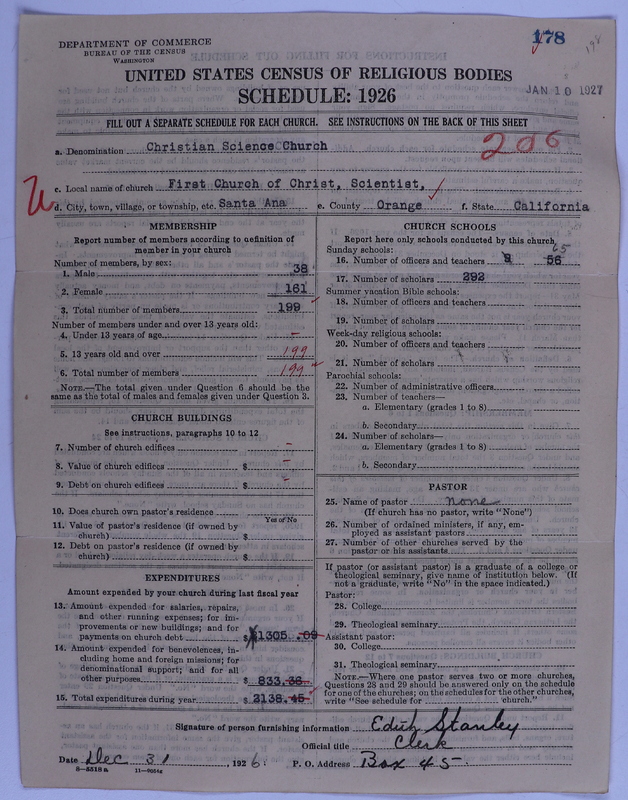 178
DEPARTMENT OF COMMERCE
BUREAU OF THE CENSUS
WASHINGTON
JAN 10 1927
UNITED STATES CENSUS OF RELIGIOUS BODIES
SCHEDULE: 1926
FILL OUT A SEPARATE SCHEDULE FOR EACH CHURCH. SEE INSTRUCTIONS ON THE BACK OF THIS SHEET
a. Denomination Christian Science Church
206
c. Local name of church First Church of Christ, Scientist,
d. City, town, village, or township, etc. Santa Ana e. County Orange f. State California
MEMBERSHIP
Report number of members according to definition of
member in your church
Number of members, by sex:
1. Male 38
2. Female 161
3. Total number of members 199
Number of members under and over 13 years old:
4. Under 13 years of age –
5. 13 years old and over 199
6. Total number of members 199
NOTE.—The total given under Question 6 should be
same as the total of males and females given under Question 3.
CHURCH BUILDINGS
See instructions, paragraphs 10 to 12
7. Number of church edifices –
8. Value of church edifices $ –
9. Debt on church edifices $ –
10. Does church own pastor's residence
Yes or No
11. Value of pastor's residence (if owned by
church) $
12. Debt on pastor's residence (if owned by
church) $
EXPENDITURES
Amount expended by your church during last fiscal year
13. Amount expended for salaries, repairs,
and other running expenses; for im-
provements or new buildings; and for
payments on church debt $ 1305.09
14. Amount expended for benevolences, in-
cluding home and foreign missions; for
denominational support; and for all
other purposes $ 833.36
15. Total expenditures during year $ 2138.45
CHURCH SCHOOLS
Report here only schools conducted by this church
Sunday schools: 65
16. Number of officers and teachers 9 56
17. Number of scholars 292
Summer vacation Bible schools:
18. Number of officers and teachers
19. Number of scholars
Week-day religious schools:
20. Number of officers and teachers
21. Number of scholars
Parochial schools:
22. Number of administrative officers
23. Number of teachers—
a. Elementary (grades 1 to 8)
b. Secondary
24. Number of scholars—
a. Elementary (grades 1 to 8)
b. Secondary
PASTOR
25. Name of pastor none
(If church has no pastor, write "None")
26. Number of ordained ministers, if any, em-
ployed as assistant pastors
27. Number of other churches served by the
pastor or his assistants
If pastor (or assistant pastor) is a graduate of a college or
theological seminary, give name of institution below. (If
not a graduate, write "No" in the space indicated.)
Pastor:
28. College
29. Theological seminary
Assistant pastor:
30. College
31. Theological seminary
NOTE.—Where one pastor serves two or more churches,
Questions 28 and 29 should be answered only on the schedule
for one of the churches; on the schedules for the other churches,
write "See schedule for church."
Signature of person furnishing information Edith Stanley
Official title Clerk
Date Dec 31, 1926 P. O. Address Box 45
8—5518 a